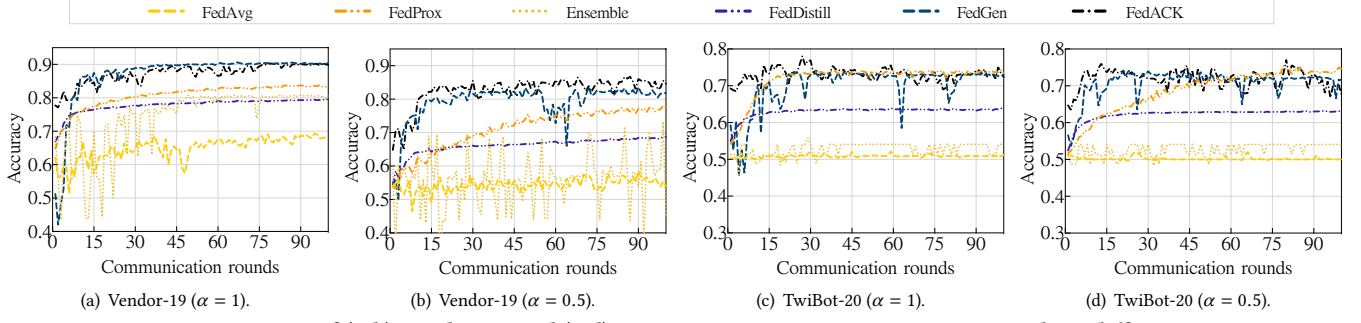 FedAvg FedProx Ensemble FedDistill FedGen FedACK
Accuracy
0.9
0.8
0.7
0.6
0.5
0.4
0 15 30 45 60 75 90
Communication rounds
(a) Vendor-19 (α = 1).
Accuracy
0.9
0.8
0.7
0.6
0.5
0.4
0 15 30 45 60 75 90
Communication rounds
(b) Vendor-19 (α = 0.5).
Accuracy
0.8
0.7
0.6
0.5
0.4
0.3
0 15 30 45 60 75 90
Communication rounds
(c) TwiBot-20 (α = 1).
Accuracy
0.8
0.7
0.6
0.5
0.4
0.3
0 15 30 45 60 75 90
Communication rounds
(d) TwiBot-20 (α = 0.5).